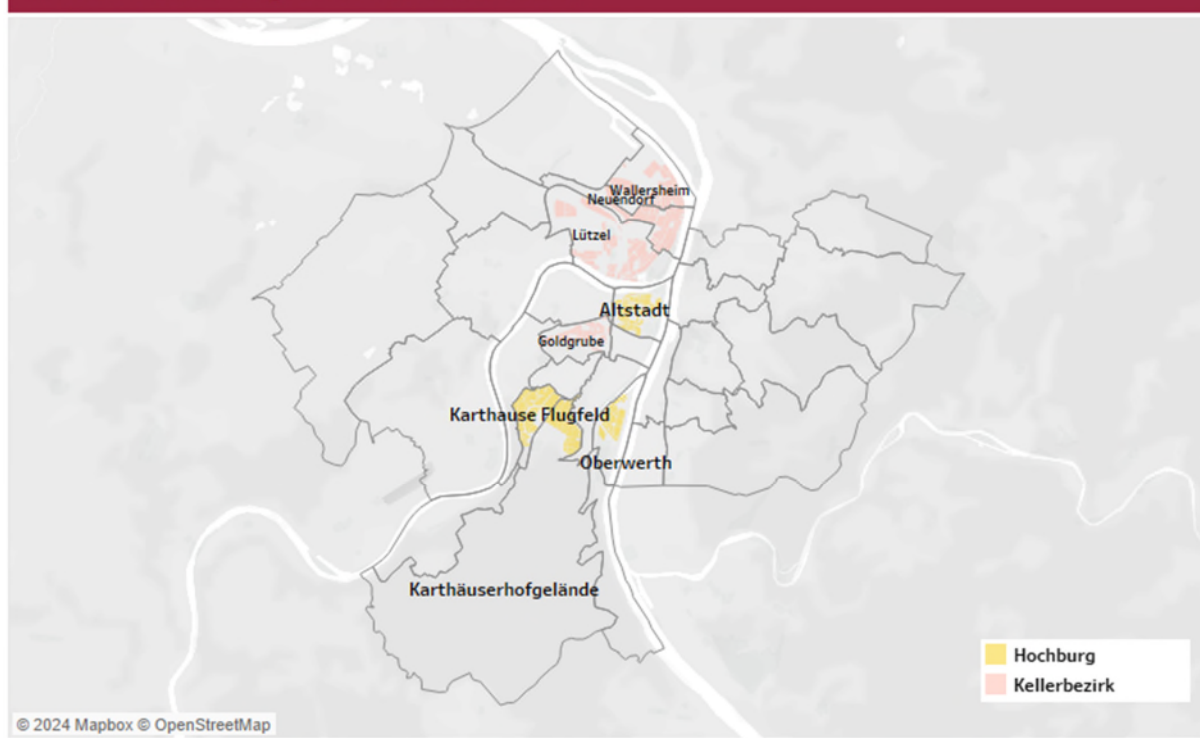 Wallersheim
Neuendorf
Lützel
Altstadt
Goldgrube
Karthause Flugfeld
Oberwerth
Karthäuserhofgelände
Hochburg
Kellerbezirk
© 2024 Mapbox © OpenStreetMap